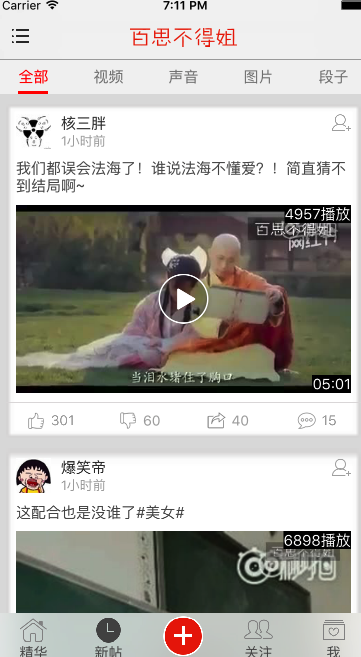 Carrier 7:11 PM
百思不得姐
全部 视频 声音 图片 段子
核三胖
1小时前
我们都误会法海了！谁说法海不懂爱？！简直猜不
到结局啊~
4957播放
百思不得姐
当泪水堵住了胸口
05:01
301 60 40 15
爆笑帝
1小时前
这配合也是没谁了#美女#
6898播放
百思不得姐
秒拍
精华 新帖 关注 我